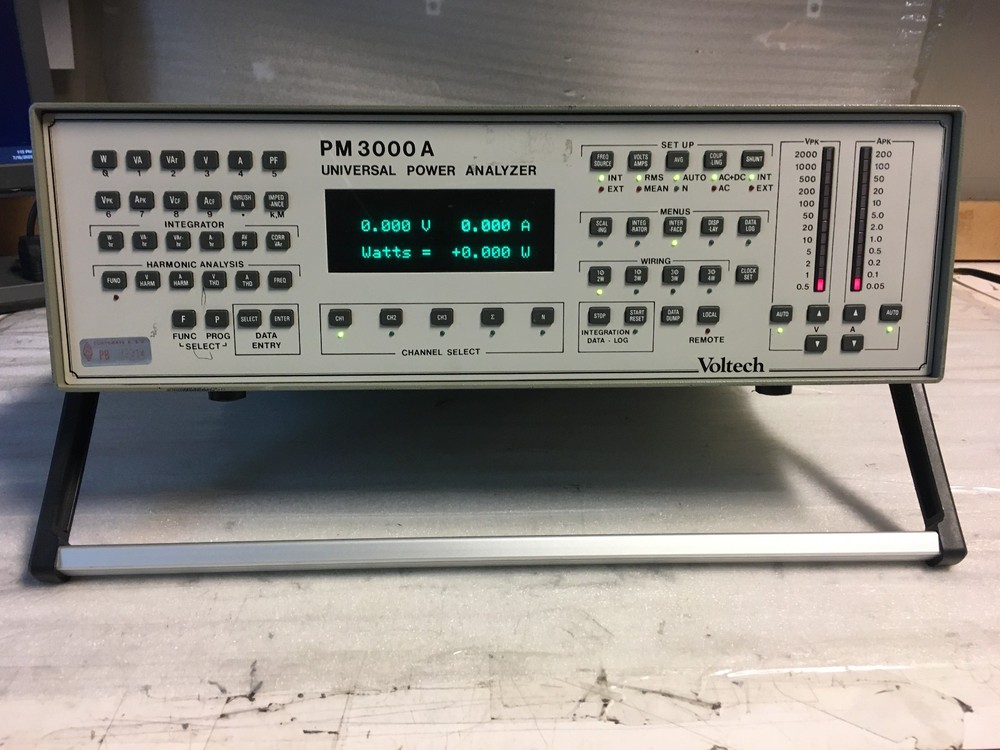 PM3000A
UNIVERSAL POWER ANALYZER
W VA VAr V A PF
0 1 2 3 4 5
VPK APK VCF ACF INRUSH A IMPED ANCE
6 7 8 9 • k,M
INTEGRATOR
W hr VA hr VAr- hr A- hr AV PF CORR VAr
HARMONIC ANALYSIS
FUND V HARM A HARM V THD A THD FREQ
F P SELECT ENTER
FUNC PROG
SELECT
DATA
ENTRY
0.000 V 0.000 A
Watts = +0.000 W
CH1 CH2 CH3 Σ N
CHANNEL SELECT
SET UP
FREQ SOURCE VOLTS AMPS AVG COUP LING SHUNT
INT RMS AUTO AC+DC INT
EXT MEAN N AC EXT
MENUS
SCAL ING INTEG RATOR INTER FACE DISP LAY DATA LOG
WIRING
1Ø 2W 1Ø 3W 3Ø 3W 3Ø 4W CLOCK SET
STOP START RESET DATA DUMP LOCAL
INTEGRATION
DATA - LOG
REMOTE
VPK
2000
1000
500
200
100
50
20
10
5
2
1
0.5
APK
200
100
50
20
10
5.0
2.0
1.0
0.5
0.2
0.1
0.05
AUTO V A AUTO
Voltech